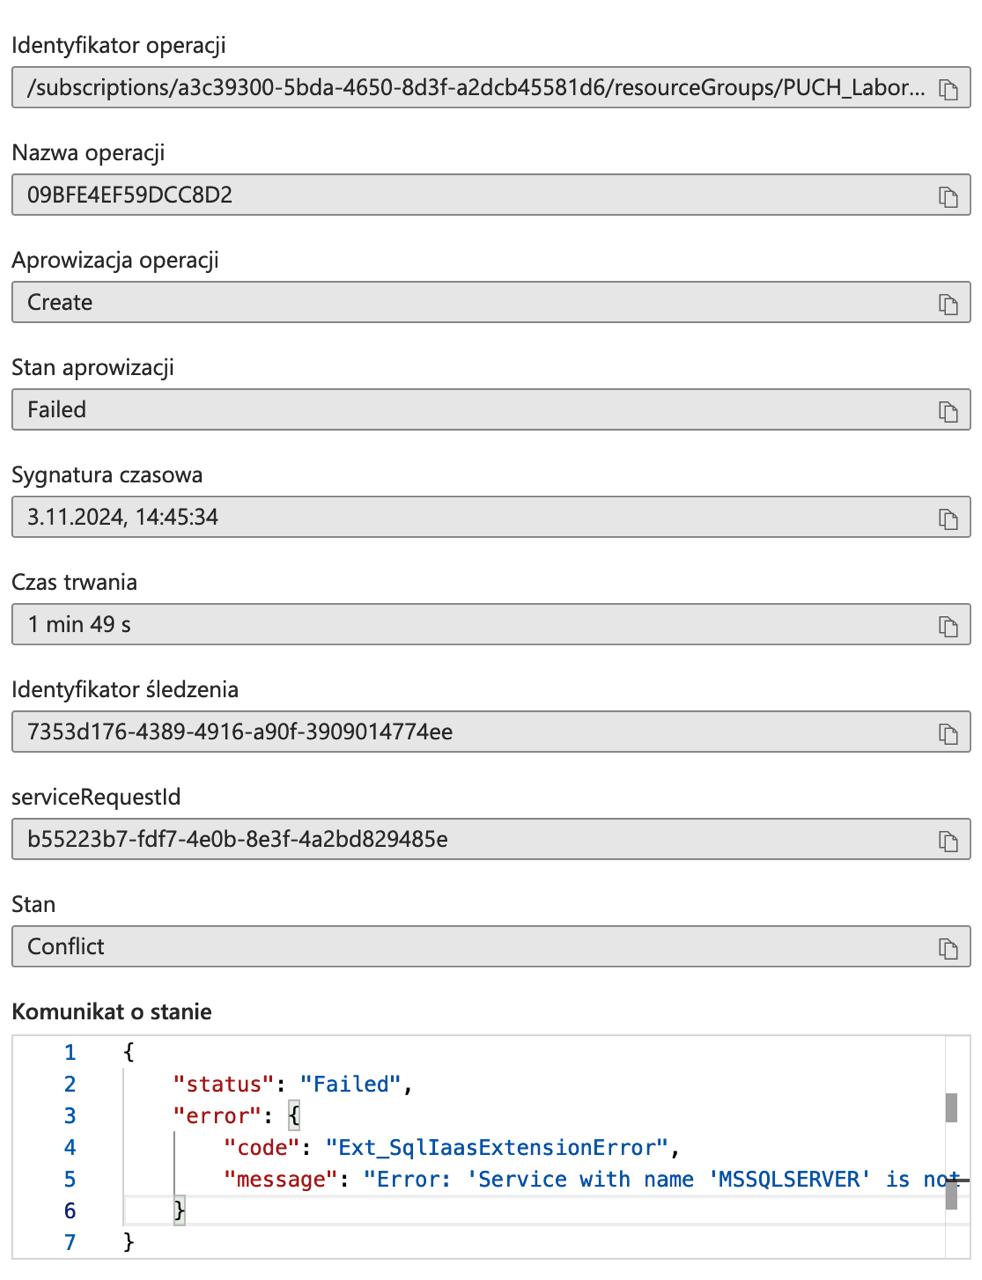 Identyfikator operacji
/subscriptions/a3c39300-5bda-4650-8d3f-a2dcb45581d6/resourceGroups/PUCH_Labor...
Nazwa operacji
09BFE4EF59DCC8D2
Aprowizacja operacji
Create
Stan aprowizacji
Failed
Sygnatura czasowa
3.11.2024, 14:45:34
Czas trwania
1 min 49 s
Identyfikator śledzenia
7353d176-4389-4916-a90f-3909014774ee
serviceRequestId
b55223b7-fdf7-4e0b-8e3f-4a2bd829485e
Stan
Conflict
Komunikat o stanie
1 {
2 "status": "Failed",
3 "error": {
4 "code": "Ext_SqlIaasExtensionError",
5 "message": "Error: 'Service with name 'MSSQLSERVER' is not
6 }
7 }